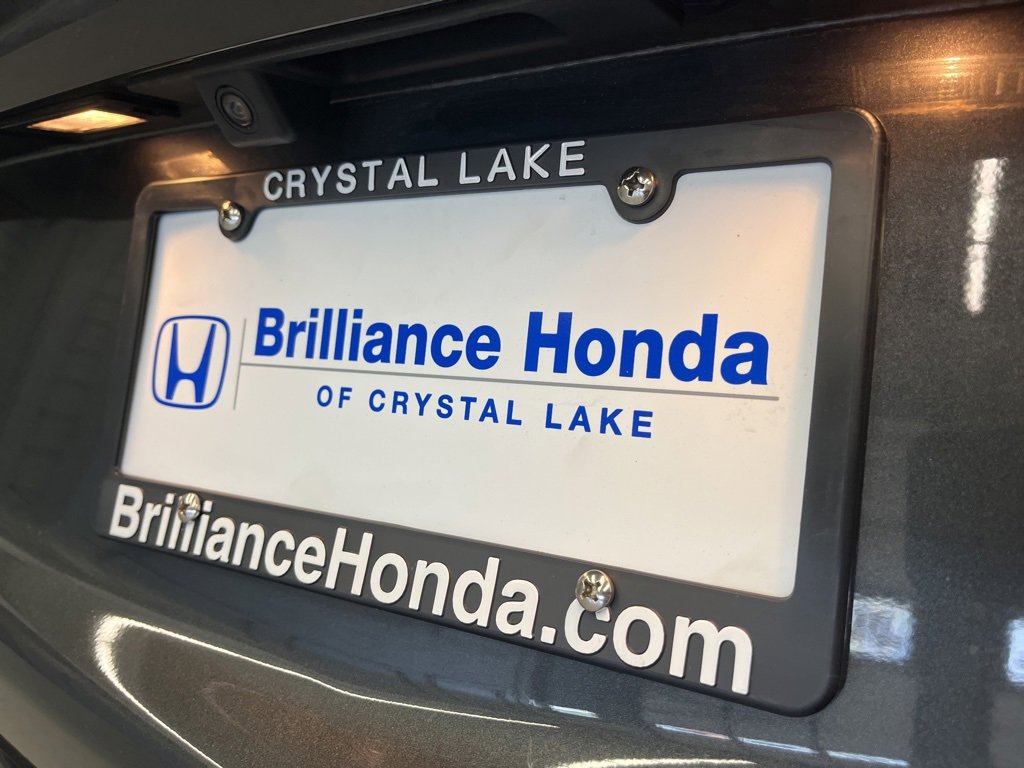 CRYSTAL LAKE
Brilliance Honda
OF CRYSTAL LAKE
BrillianceHonda.com